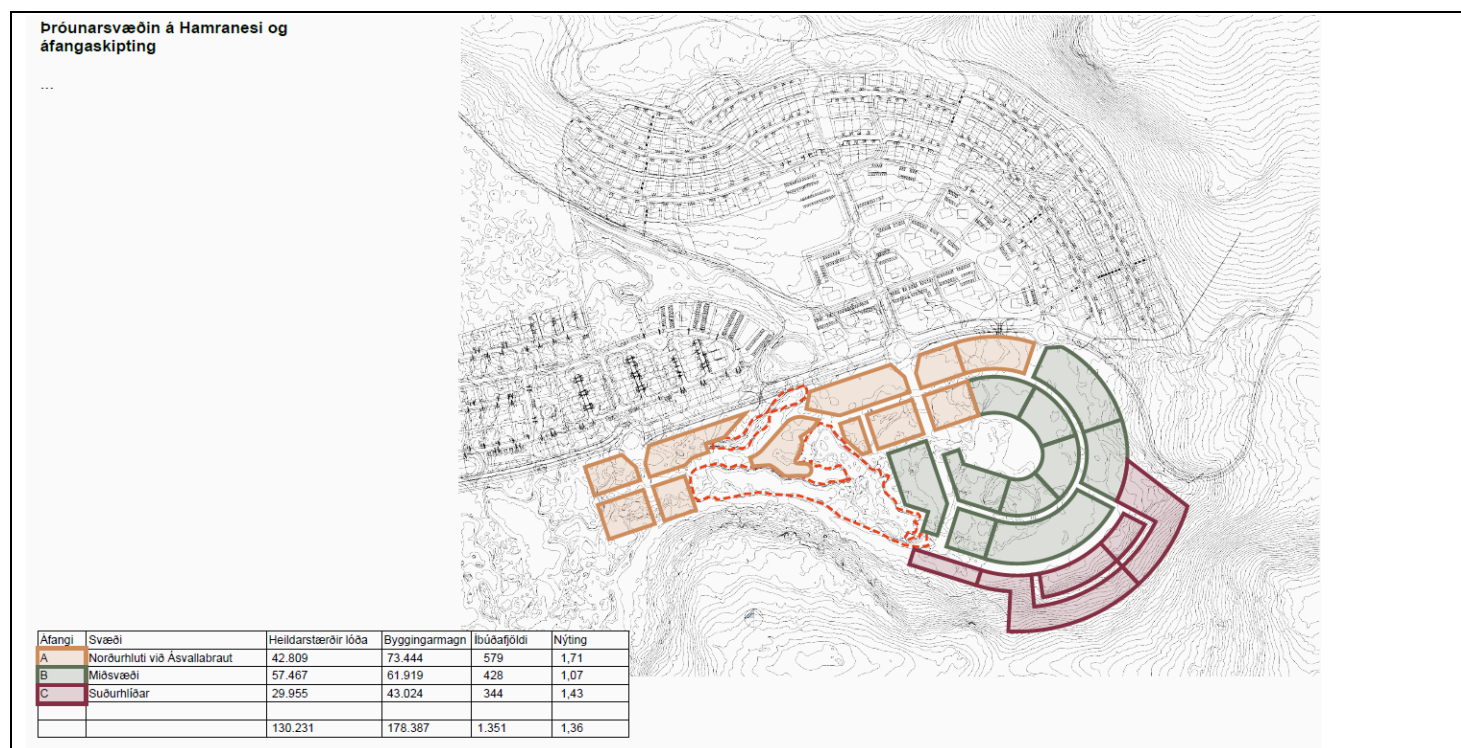 Þróunarsvæðin á Hamranesi og
áfangaskipting
...
Áfangi Svæði Heildarstærðir lóða Byggingarmagn Íbúðafjöldi Nýting
A Norðurhluti við Ásvallabraut 42.809 73.444 579 1,71
B Miðsvæði 57.467 61.919 428 1,07
C Suðurhlíðar 29.955 43.024 344 1,43
130.231 178.387 1.351 1,36